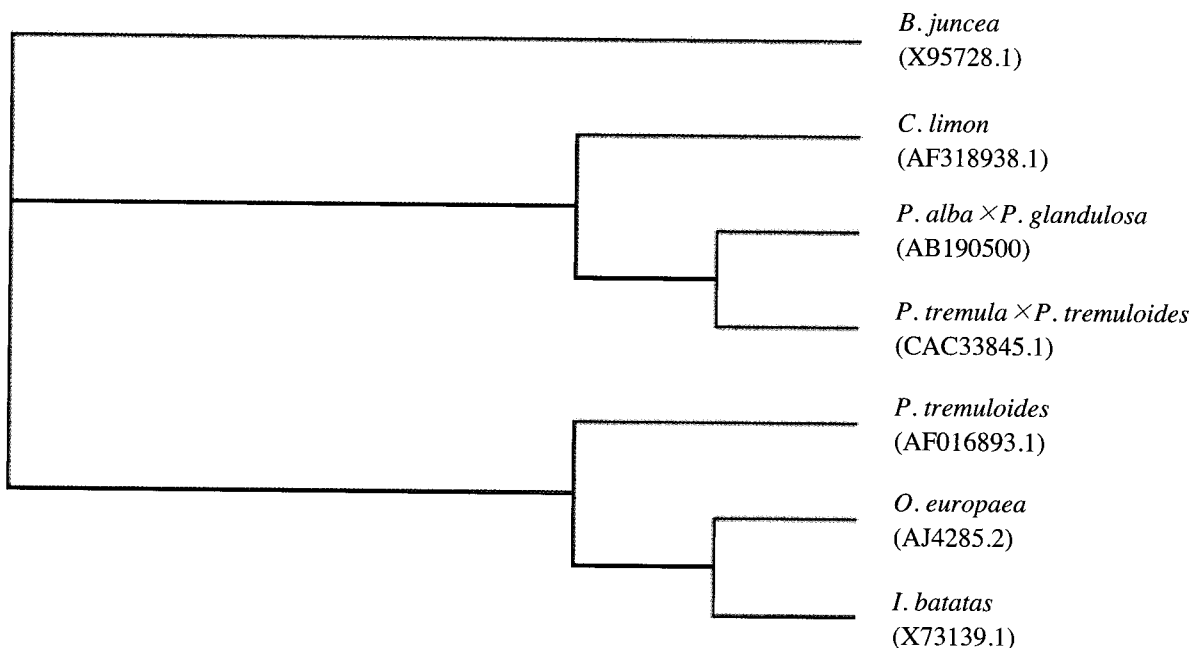 B. juncea
(X95728.1)
C. limon
(AF318938.1)
P. alba × P. glandulosa
(AB190500)
P. tremula × P. tremuloides
(CAC33845.1)
P. tremuloides
(AF016893.1)
O. europaea
(AJ4285.2)
I. batatas
(X73139.1)